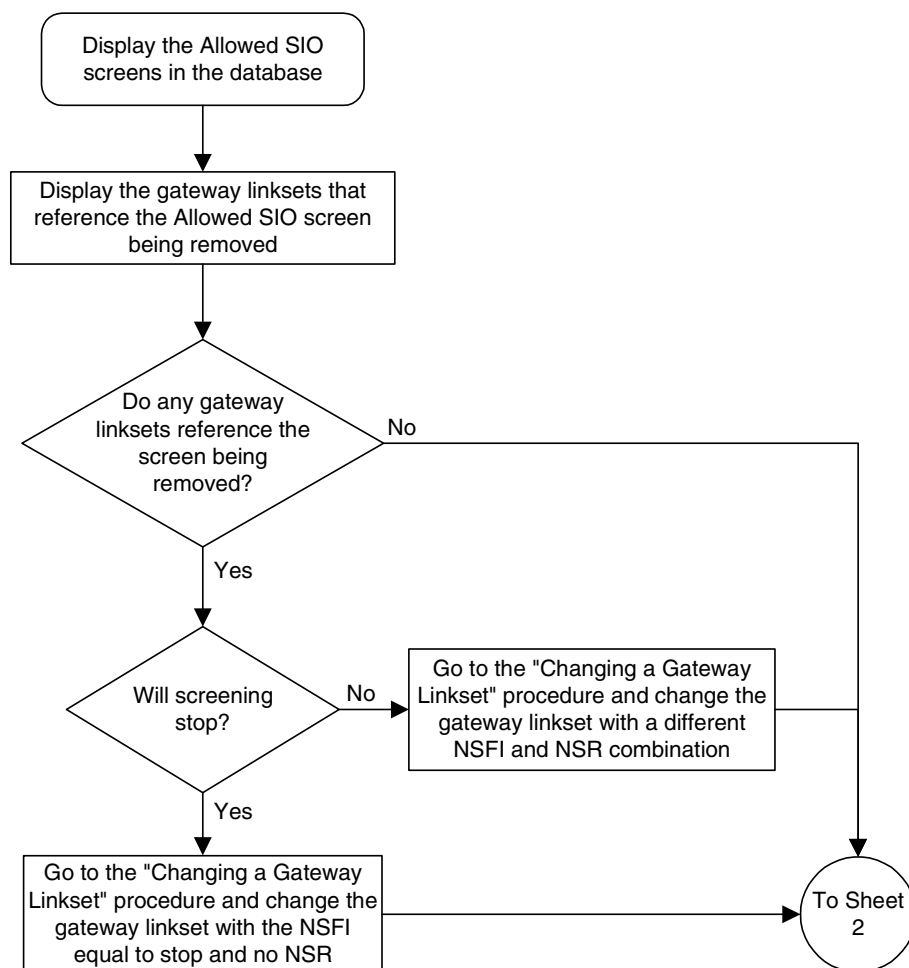 Display the Allowed SIO
screens in the database
Display the gateway linksets that
reference the Allowed SIO screen
being removed
Do any gateway
linksets reference the
screen being
removed?
No
Yes
Will screening
stop?
No
Go to the "Changing a Gateway
Linkset" procedure and change the
gateway linkset with a different
NSFI and NSR combination
Yes
Go to the "Changing a Gateway
Linkset" procedure and change the
gateway linkset with the NSFI
equal to stop and no NSR
To Sheet
2